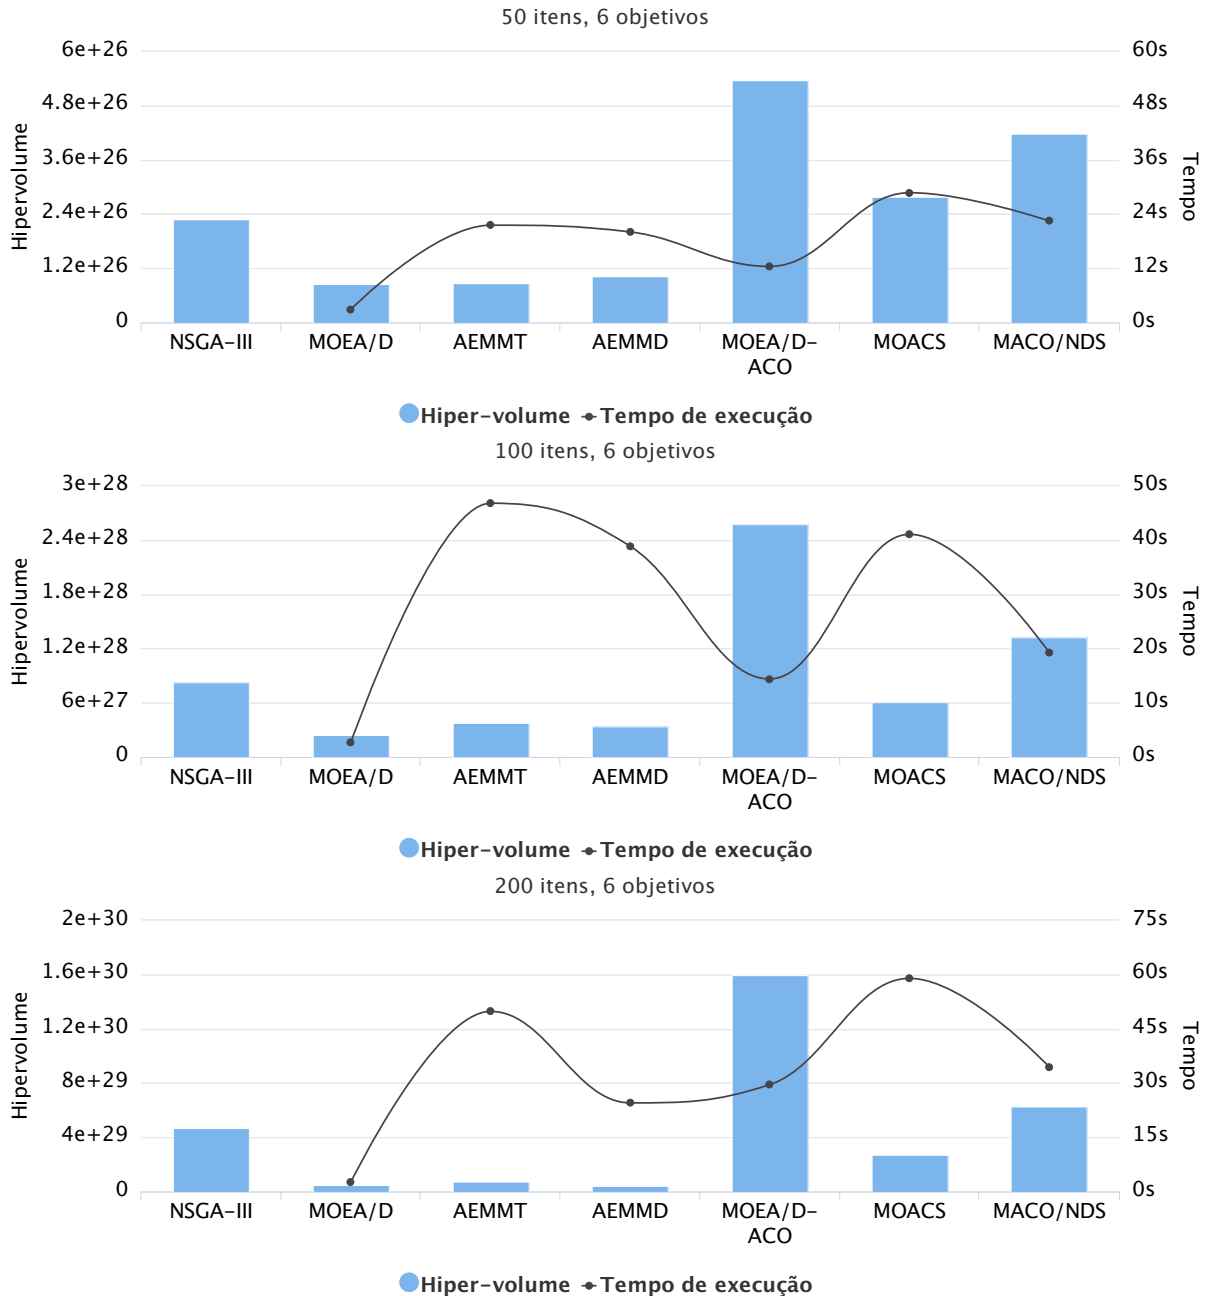 50 itens, 6 objetivos
Hipervolume
Tempo
6e+26 60s
4.8e+26 48s
3.6e+26 36s
2.4e+26 24s
1.2e+26 12s
0 0s
NSGA-III MOEA/D AEMMT AEMMD MOEA/D-ACO MOACS MACO/NDS
Hiper-volume Tempo de execução
100 itens, 6 objetivos
Hipervolume
Tempo
3e+28 50s
2.4e+28 40s
1.8e+28 30s
1.2e+28 20s
6e+27 10s
0 0s
NSGA-III MOEA/D AEMMT AEMMD MOEA/D-ACO MOACS MACO/NDS
Hiper-volume Tempo de execução
200 itens, 6 objetivos
Hipervolume
Tempo
2e+30 75s
1.6e+30 60s
1.2e+30 45s
8e+29 30s
4e+29 15s
0 0s
NSGA-III MOEA/D AEMMT AEMMD MOEA/D-ACO MOACS MACO/NDS
Hiper-volume Tempo de execução